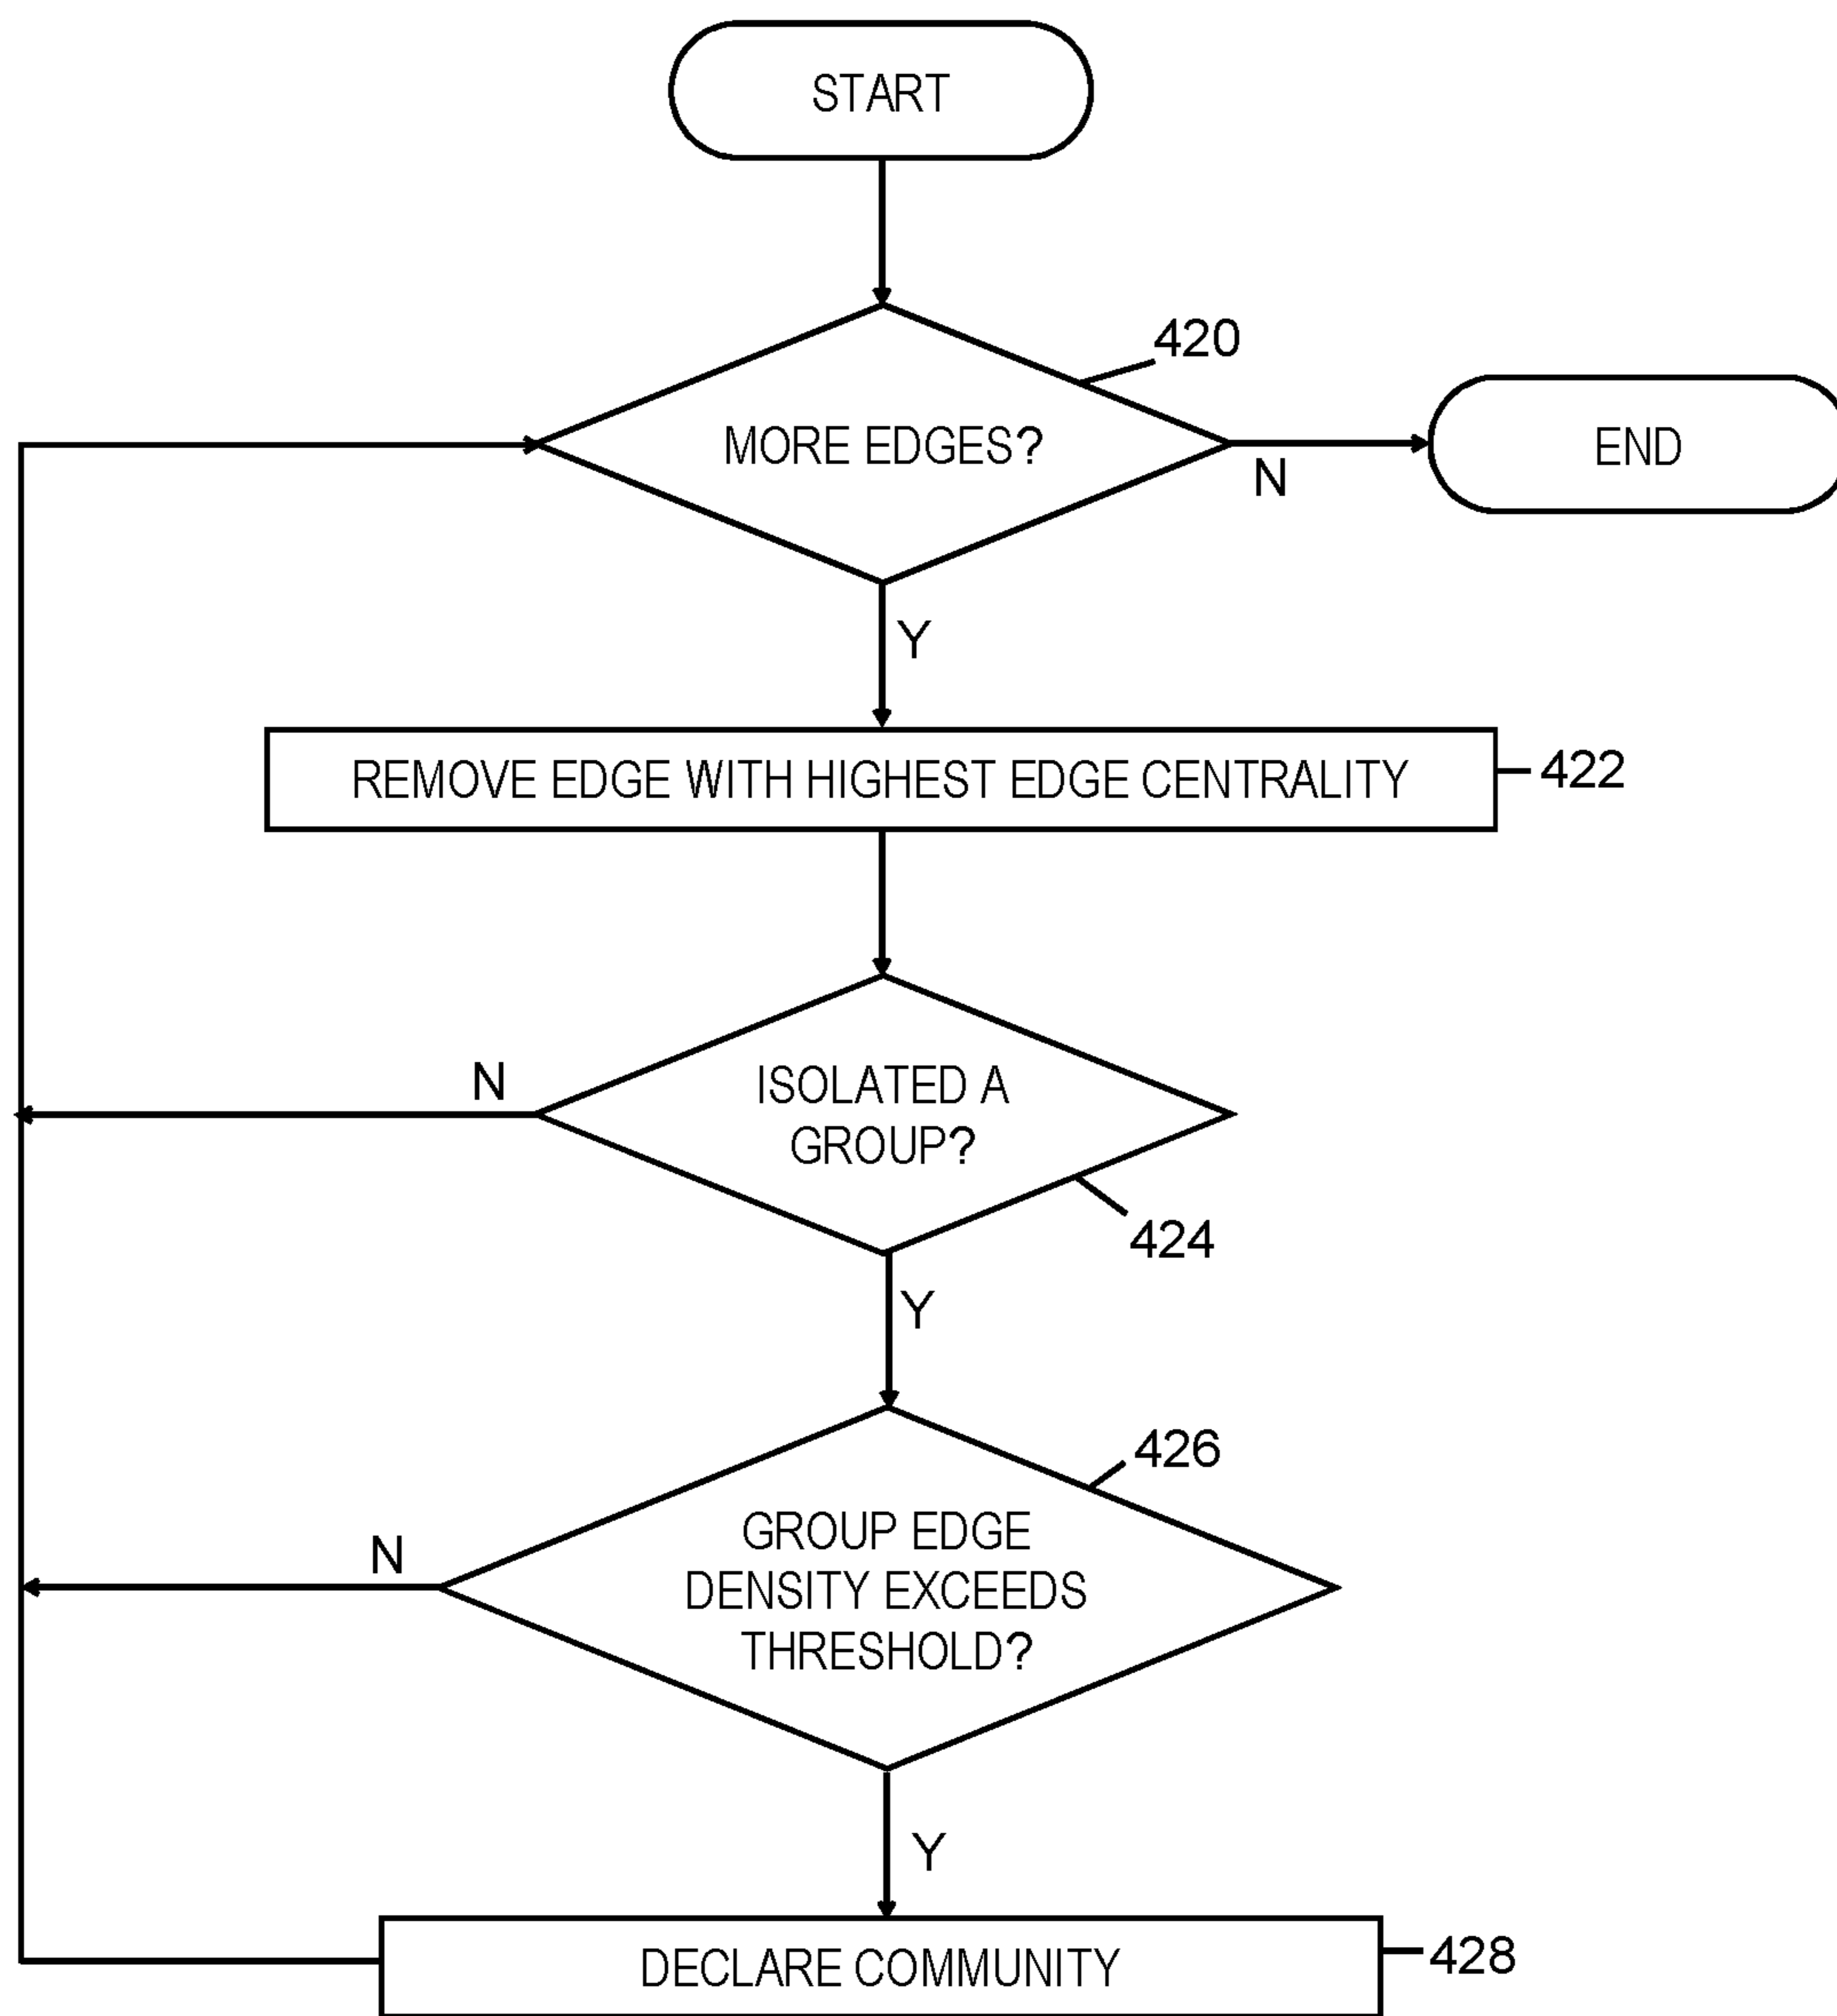 START
420
MORE EDGES?
N
END
Y
REMOVE EDGE WITH HIGHEST EDGE CENTRALITY
422
N
ISOLATED A
GROUP?
424
Y
426
GROUP EDGE
DENSITY EXCEEDS
THRESHOLD?
N
Y
DECLARE COMMUNITY
428